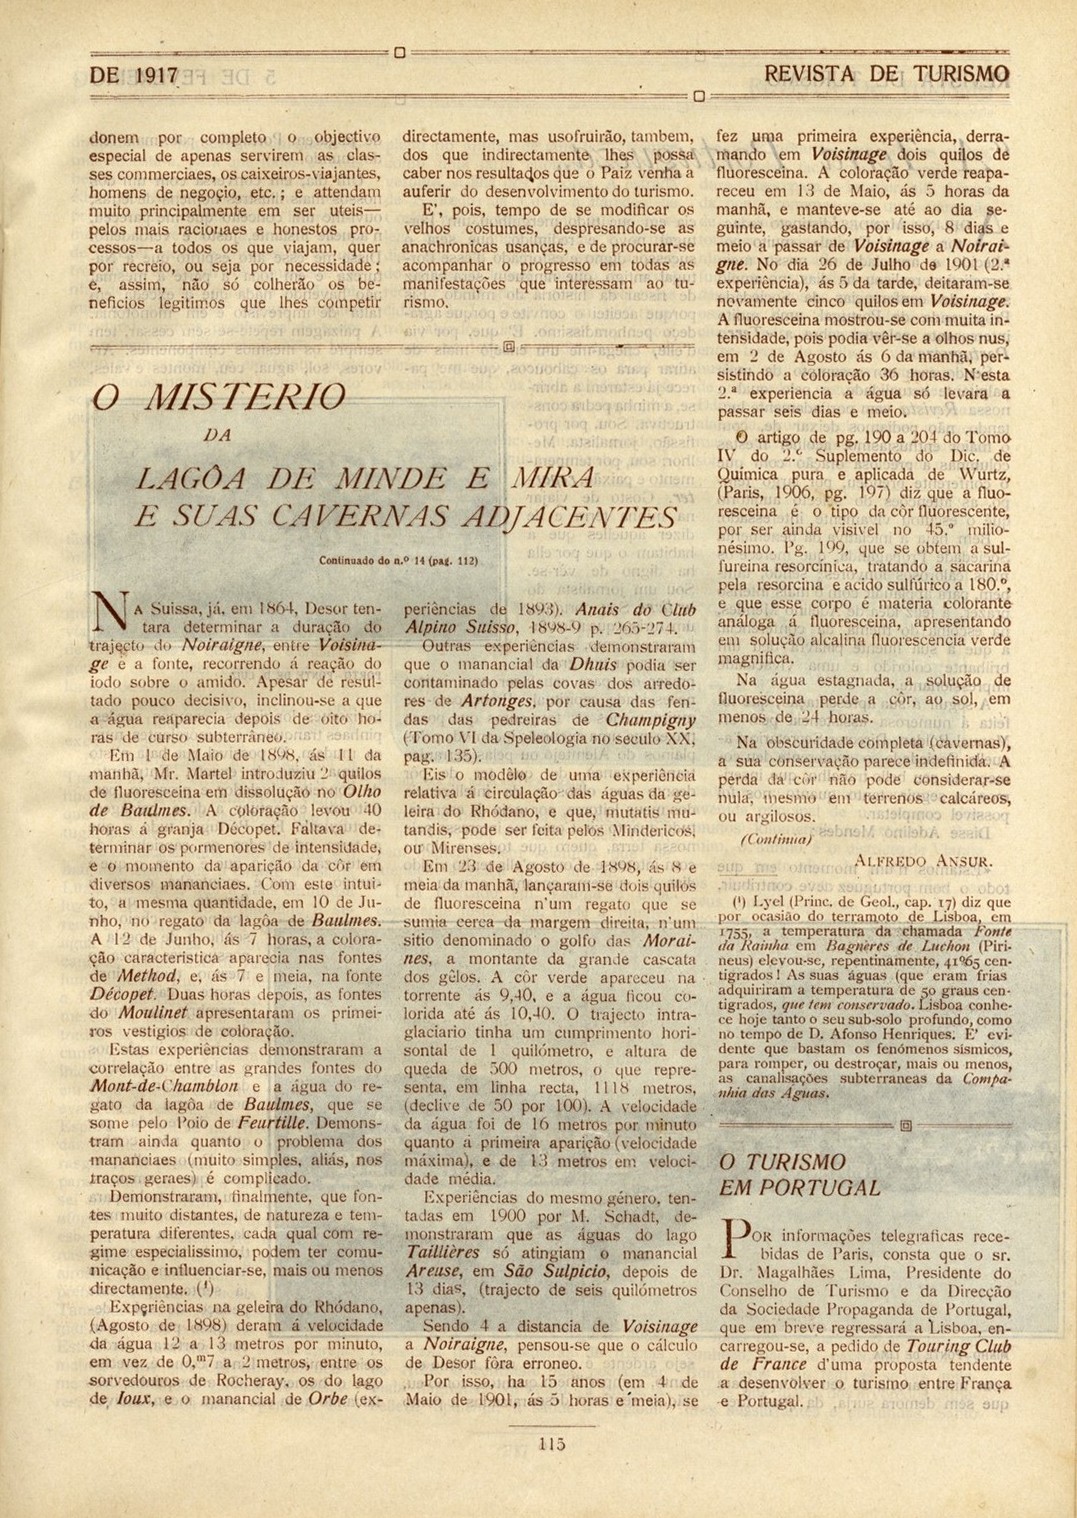 DE 1917
REVISTA DE TURISMO
donem por completo o objectivo
especial de apenas servirem as clas-
ses commerciaes, os caixeiros-viajantes,
homens de negoçio, etc.; e attendam
muito principalmente em ser uteis—
pelos mais racionaes e honestos pro-
cessos—a todos os que viajam, quer
por recreio, ou seja por necessidade;
e, assim, não só colherão os be-
neficios legitimos que lhes competir
directamente, mas usofruirão, tambem,
dos que indirectamente lhes possa
caber nos resultados que o Paiz venha a
auferir do desenvolvimento do turismo.
E', pois, tempo de se modificar os
velhos costumes, despresando-se as
anachronicas usanças, e de procurar-se
acompanhar o progresso em todas as
manifestações que interessam ao tu-
rismo.
O MISTERIO
DA
LAGÔA DE MINDE E MIRA
E SUAS CAVERNAS ADJACENTES
Continuado do n.º 14 (pag. 112)
NA Suissa, já, em 1864, Desor ten-
tara determinar a duração do
trajecto do Noiraigne, entre Voisina-
ge e a fonte, recorrendo á reação do
iodo sobre o amido. Apesar de resul-
tado pouco decisivo, inclinou-se a que
a água reaparecia depois de oito ho-
ras de curso subterrâneo.
Em 1 de Maio de 1898, ás 11 da
manhã, Mr. Martel introduziu 2 quilos
de fluoresceina em dissolução no Olho
de Baulmes. A coloração levou 40
horas á granja Décopet. Faltava de-
terminar os pormenores de intensidade,
e o momento da aparição da côr em
diversos mananciaes. Com este intui-
to, a mesma quantidade, em 10 de Ju-
nho, no regato da lagôa de Baulmes.
A 12 de Junho, ás 7 horas, a colora-
ção caracteristica aparecia nas fontes
de Method, e, ás 7 e meia, na fonte
Décopet. Duas horas depois, as fontes
do Moulinet apresentaram os primei-
ros vestigios de coloração.
Estas experiências demonstraram a
correlação entre as grandes fontes do
Mont-de-Chamblon e a água do re-
gato da lagôa de Baulmes, que se
some pelo Poio de Feurtille. Demons-
tram ainda quanto o problema dos
mananciaes (muito simples, aliás, nos
traços geraes) é complicado.
Demonstraram, finalmente, que fon-
tes muito distantes, de natureza e tem-
peratura diferentes, cada qual com re-
gime especialissimo, podem ter comu-
nicação e influenciar-se, mais ou menos
directamente. (¹)
Experiências na geleira do Rhódano,
(Agosto de 1898) deram á velocidade
da água 12 a 13 metros por minuto,
em vez de 0,ᵐ7 a 2 metros, entre os
sorvedouros de Rocheray, os do lago
de Ioux, e o manancial de Orbe (ex-
periências de 1893). Anais do Club
Alpino Suisso, 1898-9 p. 265-274.
Outras experiências demonstraram
que o manancial da Dhuis podia ser
contaminado pelas covas dos arredo-
res de Artonges, por causa das fen-
das das pedreiras de Champigny
(Tomo VI da Speleologia no seculo XX,
pag. 135).
Eis o modêlo de uma experiência
relativa á circulação das águas da ge-
leira do Rhódano, e que, mutatis mu-
tandis, pode ser feita pelos Mindericos,
ou Mirenses.
Em 23 de Agosto de 1898, ás 8 e
meia da manhã, lançaram-se dois quilos
de fluoresceina n'um regato que se
sumia cerca da margem direita, n'um
sitio denominado o golfo das Morai-
nes, a montante da grande cascata
dos gêlos. A côr verde apareceu na
torrente ás 9,40, e a água ficou co-
lorida até ás 10,40. O trajecto intra-
glaciario tinha um cumprimento hori-
sontal de 1 quilómetro, e altura de
queda de 500 metros, o que repre-
senta, em linha recta, 1118 metros,
(declive de 50 por 100). A velocidade
da água foi de 16 metros por minuto
quanto á primeira aparição (velocidade
máxima), e de 13 metros em veloci-
dade média.
Experiências do mesmo género, ten-
tadas em 1900 por M. Schadt, de-
monstraram que as águas do lago
Taillières só atingiam o manancial
Areuse, em São Sulpicio, depois de
13 dias, (trajecto de seis quilómetros
apenas).
Sendo 4 a distancia de Voisinage
a Noiraigne, pensou-se que o cálculo
de Desor fôra erroneo.
Por isso, ha 15 anos (em 4 de
Maio de 1901, ás 5 horas e meia), se
fez uma primeira experiência, derra-
mando em Voisinage dois quilos de
fluoresceina. A coloração verde reapa-
receu em 13 de Maio, ás 5 horas da
manhã, e manteve-se até ao dia se-
guinte, gastando, por isso, 8 dias e
meio a passar de Voisinage a Noirai-
gne. No dia 26 de Julho de 1901 (2.ª
experiência), ás 5 da tarde, deitaram-se
novamente cinco quilos em Voisinage.
A fluoresceina mostrou-se com muita in-
tensidade, pois podia vêr-se a olhos nus,
em 2 de Agosto ás 6 da manhã, per-
sistindo a coloração 36 horas. N'esta
2.ª experiencia a água só levara a
passar seis dias e meio.
O artigo de pg. 190 a 204 do Tomo
IV do 2.º Suplemento do Dic. de
Química pura e aplicada de Wurtz,
(Paris, 1906, pg. 197) diz que a fluo-
resceina é o tipo da côr fluorescente,
por ser ainda visivel no 45.º milio-
nésimo. Pg. 199, que se obtem a sul-
fureina resorcínica, tratando a sacarina
pela resorcina e acido sulfúrico a 180.º,
e que esse corpo é materia colorante
análoga á fluoresceina, apresentando
em solução alcalina fluorescencia verde
magnifica.
Na água estagnada, a solução de
fluoresceina perde a côr, ao sol, em
menos de 24 horas.
Na obscuridade completa (cavernas),
a sua conservação parece indefinida. A
perda da côr não pode considerar-se
nula, mesmo em terrenos calcáreos,
ou argilosos.
(Continúa)
ALFREDO ANSUR.
(¹) Lyel (Princ. de Geol., cap. 17) diz que
por ocasião do terramoto de Lisboa, em
1755, a temperatura da chamada Fonte
da Rainha em Bagnères de Luchon (Piri-
neus) elevou-se, repentinamente, 41º65 cen-
tigrados! As suas águas (que eram frias
adquiriram a temperatura de 50 graus cen-
tigrados, que tem conservado. Lisboa conhe-
ce hoje tanto o seu sub-solo profundo, como
no tempo de D. Afonso Henriques. E' evi-
dente que bastam os fenómenos sísmicos,
para romper, ou destroçar, mais ou menos,
as canalisações subterraneas da Compa-
nhia das Águas.
O TURISMO
EM PORTUGAL
POR informações telegraficas rece-
bidas de Paris, consta que o sr.
Dr. Magalhães Lima, Presidente do
Conselho de Turismo e da Direcção
da Sociedade Propaganda de Portugal,
que em breve regressará a Lisboa, en-
carregou-se, a pedido de Touring Club
de France d'uma proposta tendente
a desenvolver o turismo entre França
e Portugal.
115